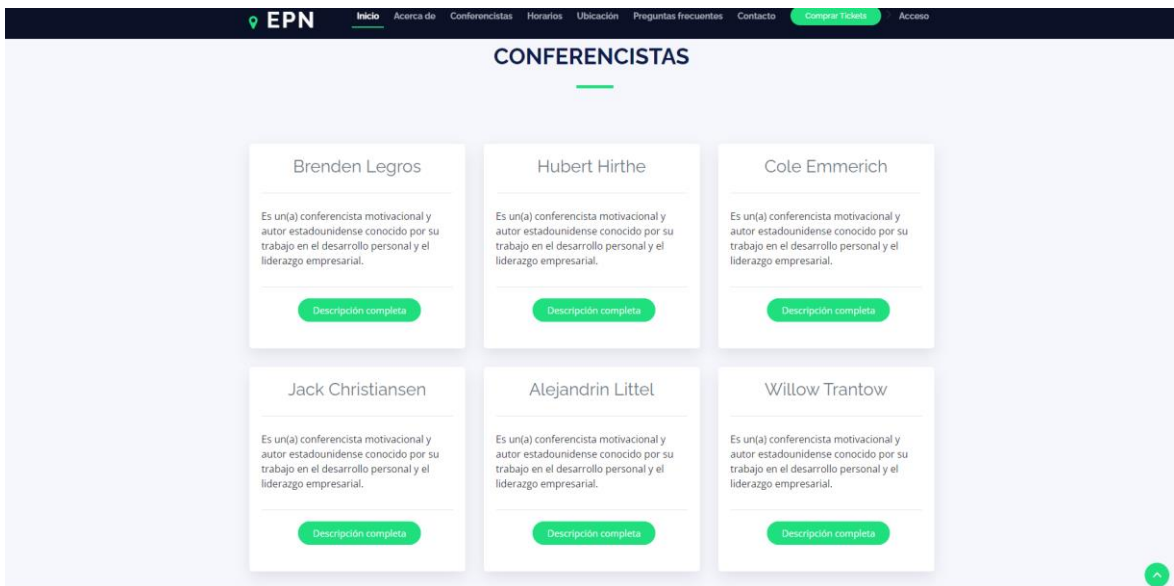 EPN
Inicio Acerca de Conferencistas Horarios Ubicación Preguntas frecuentes Contacto Comprar Tickets Acceso
CONFERENCISTAS
Brenden Legros
Es un(a) conferencista motivacional y
autor estadounidense conocido por su
trabajo en el desarrollo personal y el
liderazgo empresarial.
Descripción completa
Hubert Hirthe
Es un(a) conferencista motivacional y
autor estadounidense conocido por su
trabajo en el desarrollo personal y el
liderazgo empresarial.
Descripción completa
Cole Emmerich
Es un(a) conferencista motivacional y
autor estadounidense conocido por su
trabajo en el desarrollo personal y el
liderazgo empresarial.
Descripción completa
Jack Christiansen
Es un(a) conferencista motivacional y
autor estadounidense conocido por su
trabajo en el desarrollo personal y el
liderazgo empresarial.
Descripción completa
Alejandrin Littel
Es un(a) conferencista motivacional y
autor estadounidense conocido por su
trabajo en el desarrollo personal y el
liderazgo empresarial.
Descripción completa
Willow Trantow
Es un(a) conferencista motivacional y
autor estadounidense conocido por su
trabajo en el desarrollo personal y el
liderazgo empresarial.
Descripción completa